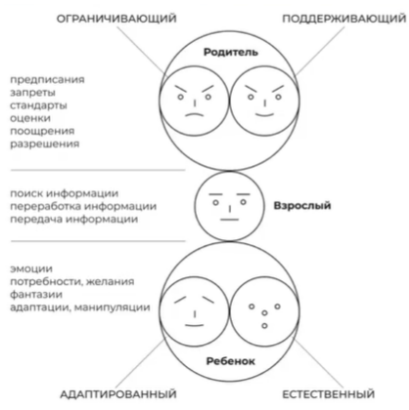 ОГРАНИЧИВАЮЩИЙ
ПОДДЕРЖИВАЮЩИЙ
Родитель
предписания
запреты
стандарты
оценки
поощрения
разрешения
поиск информации
переработка информации
передача информации
Взрослый
эмоции
потребности, желания
фантазии
адаптации, манипуляции
Ребенок
АДАПТИРОВАННЫЙ
ЕСТЕСТВЕННЫЙ